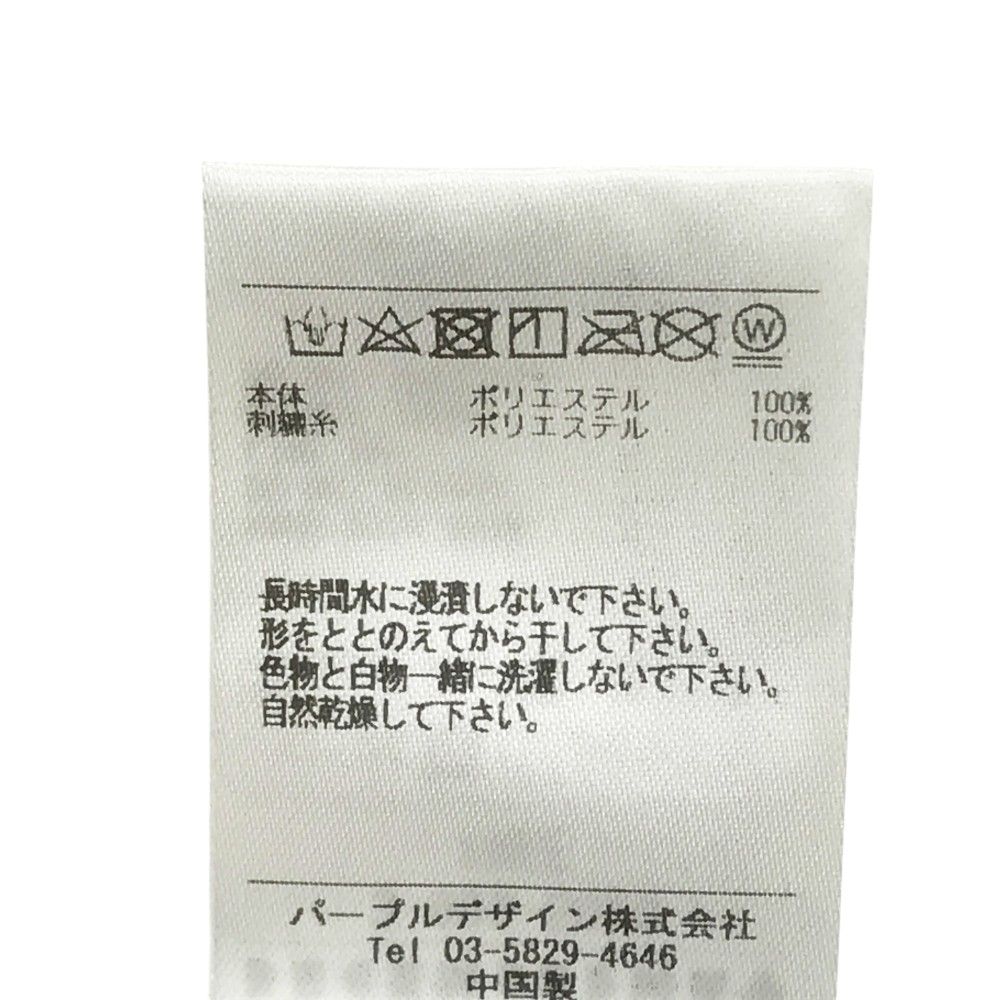 W
本体 ポリエステル 100%
刺繍糸 ポリエステル 100%
長時間水に浸漬しないで下さい。
形をととのえてから干して下さい。
色物と白物一緒に洗濯しないで下さい。
自然乾燥して下さい。
パープルデザイン株式会社
Tel 03-5829-4646
中国製